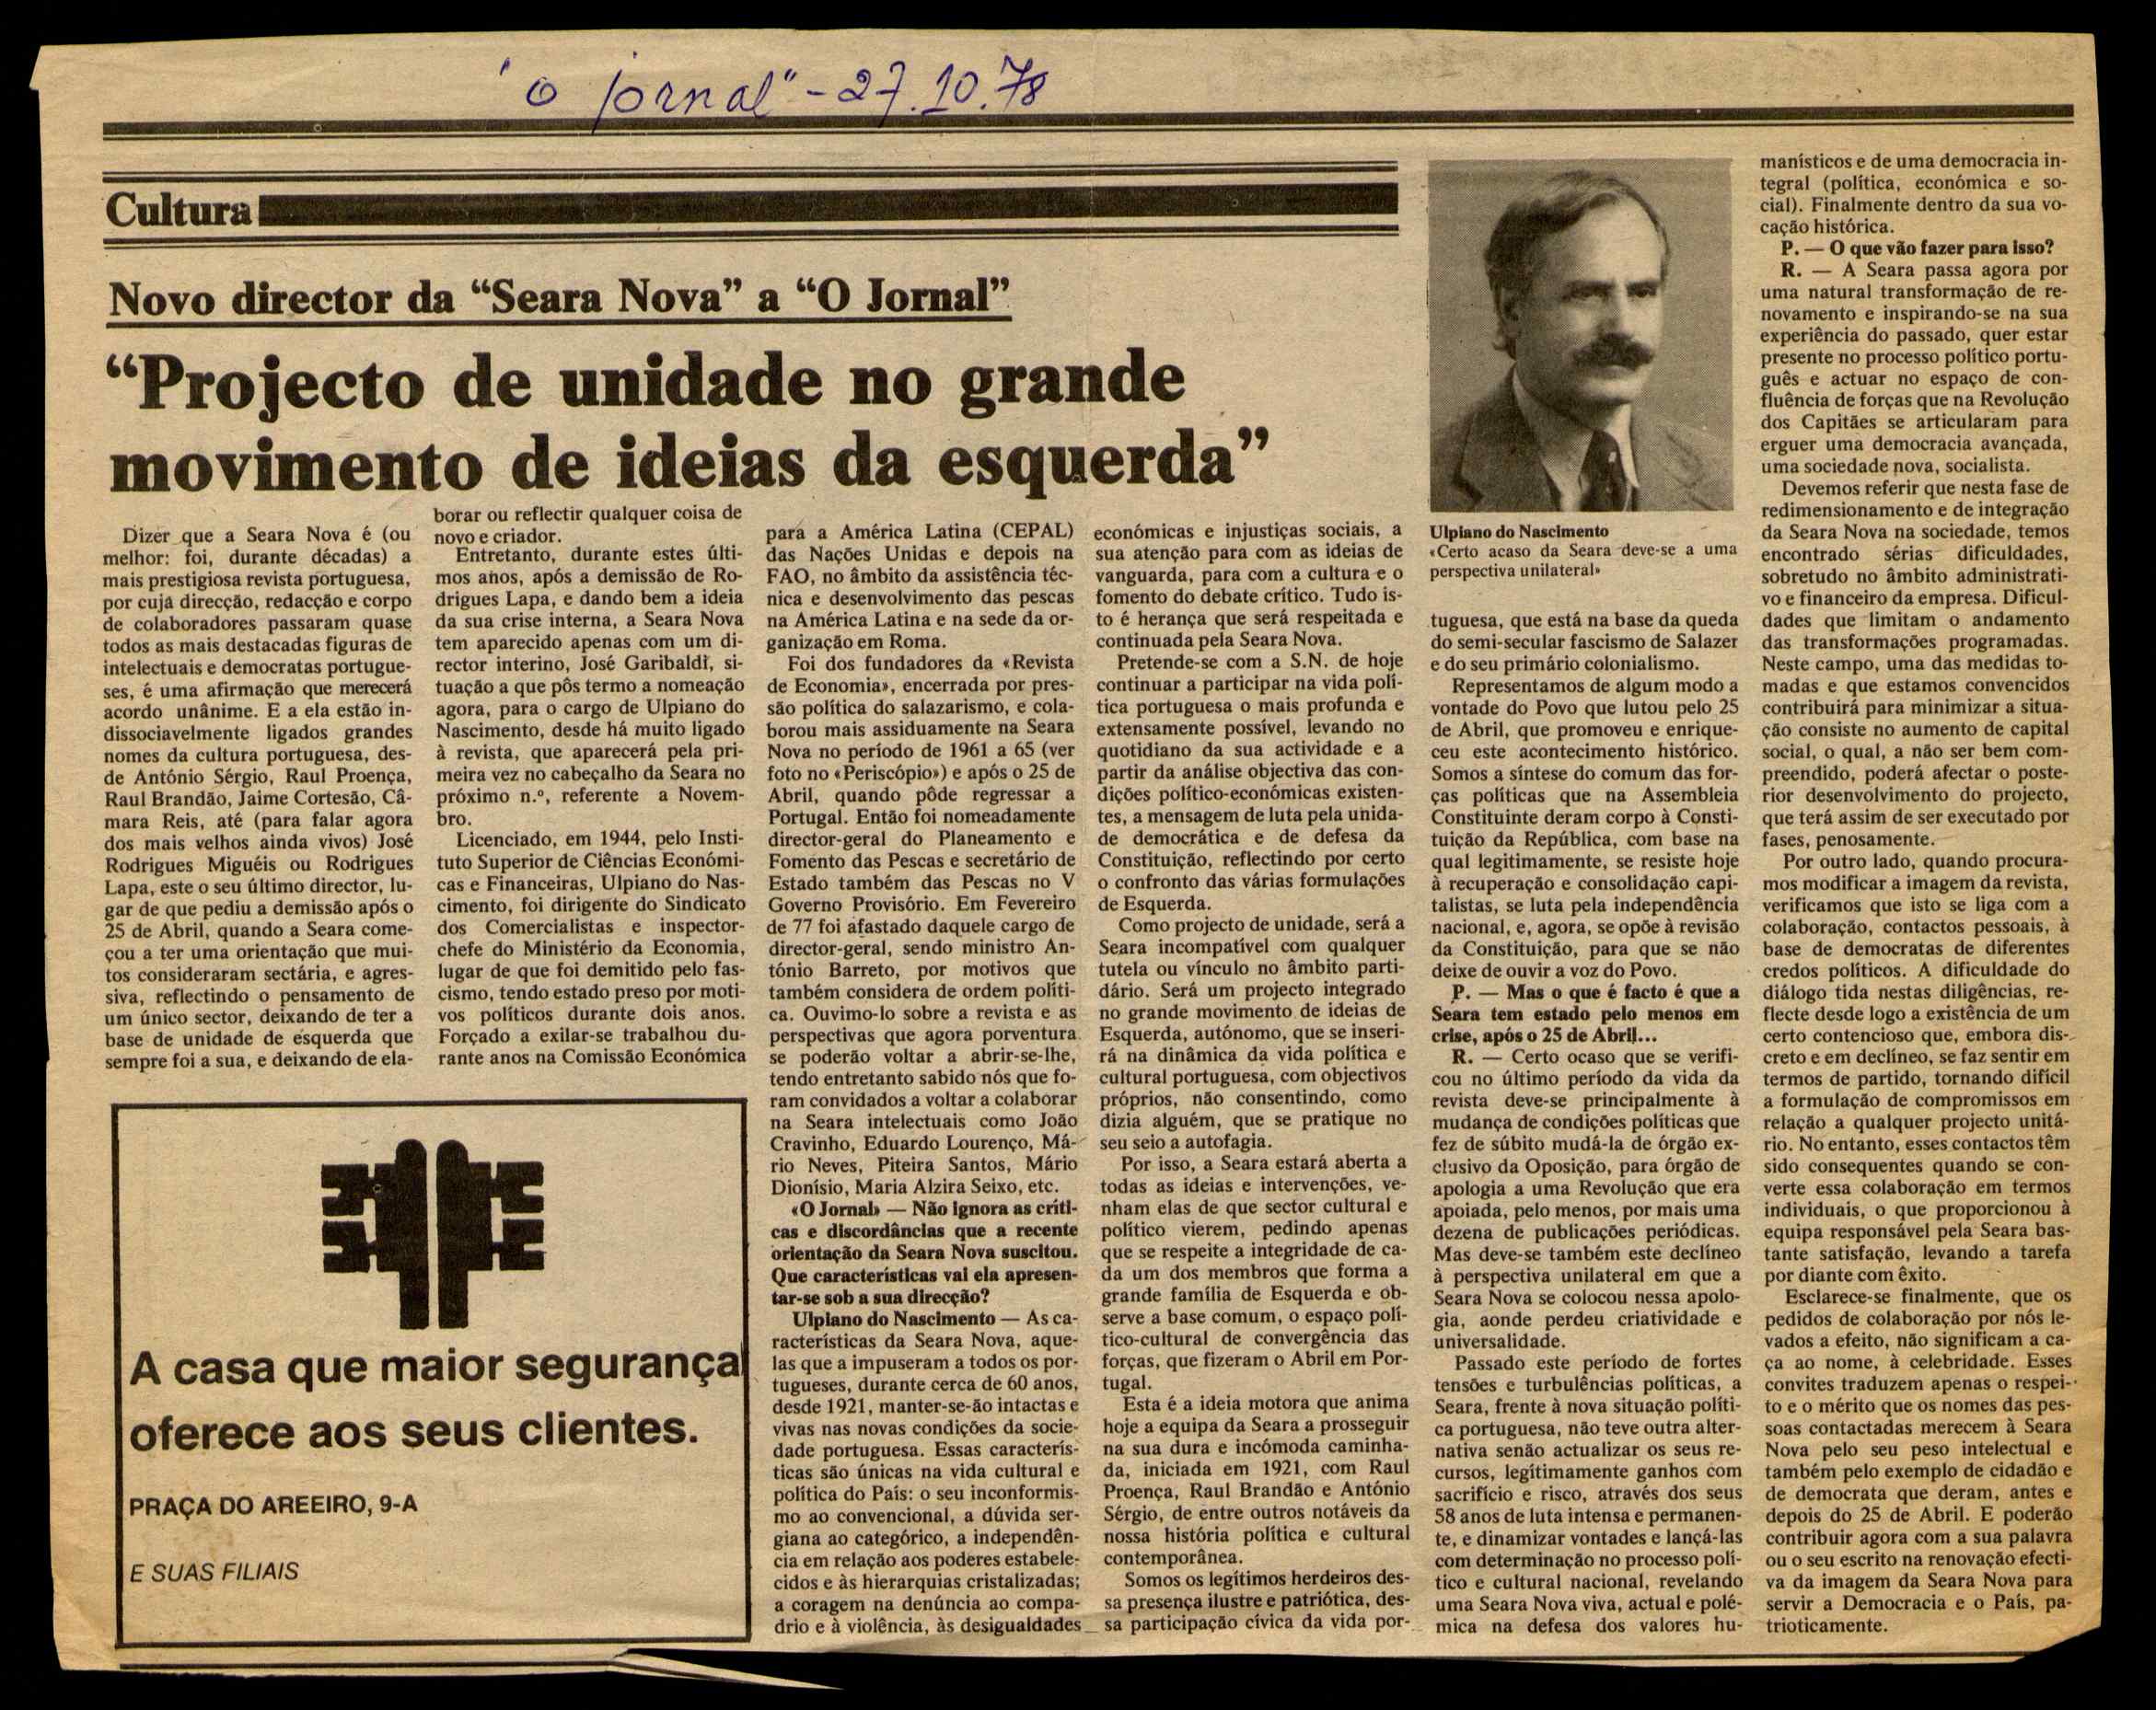 "O Jornal" - 27.10.78
Cultura
Novo director da “Seara Nova” a “O Jornal”
“Projecto de unidade no grande
movimento de ideias da esquerda”
Dizer que a Seara Nova é (ou
melhor: foi, durante décadas) a
mais prestigiosa revista portuguesa,
por cuja direcção, redacção e corpo
de colaboradores passaram quase
todos as mais destacadas figuras de
intelectuais e democratas portugue-
ses, é uma afirmação que merecerá
acordo unânime. E a ela estão in-
dissociavelmente ligados grandes
nomes da cultura portuguesa, des-
de António Sérgio, Raul Proença,
Raul Brandão, Jaime Cortesão, Câ-
mara Reis, até (para falar agora
dos mais velhos ainda vivos) José
Rodrigues Miguéis ou Rodrigues
Lapa, este o seu último director, lu-
gar de que pediu a demissão após o
25 de Abril, quando a Seara come-
çou a ter uma orientação que mui-
tos consideraram sectária, e agres-
siva, reflectindo o pensamento de
um único sector, deixando de ter a
base de unidade de esquerda que
sempre foi a sua, e deixando de ela-
borar ou reflectir qualquer coisa de
novo e criador.
Entretanto, durante estes últi-
mos anos, após a demissão de Ro-
drigues Lapa, e dando bem a ideia
da sua crise interna, a Seara Nova
tem aparecido apenas com um di-
rector interino, José Garibaldi, si-
tuação a que pôs termo a nomeação
agora, para o cargo de Ulpiano do
Nascimento, desde há muito ligado
à revista, que aparecerá pela pri-
meira vez no cabeçalho da Seara no
próximo n.º, referente a Novem-
bro.
Licenciado, em 1944, pelo Insti-
tuto Superior de Ciências Económi-
cas e Financeiras, Ulpiano do Nas-
cimento, foi dirigente do Sindicato
dos Comercialistas e inspector-
chefe do Ministério da Economia,
lugar de que foi demitido pelo fas-
cismo, tendo estado preso por moti-
vos políticos durante dois anos.
Forçado a exilar-se trabalhou du-
rante anos na Comissão Económica
para a América Latina (CEPAL)
das Nações Unidas e depois na
FAO, no âmbito da assistência téc-
nica e desenvolvimento das pescas
na América Latina e na sede da or-
ganização em Roma.
Foi dos fundadores da «Revista
de Economia», encerrada por pres-
são política do salazarismo, e cola-
borou mais assiduamente na Seara
Nova no período de 1961 a 65 (ver
foto no «Periscópio») e após o 25 de
Abril, quando pôde regressar a
Portugal. Então foi nomeadamente
director-geral do Planeamento e
Fomento das Pescas e secretário de
Estado também das Pescas no V
Governo Provisório. Em Fevereiro
de 77 foi afastado daquele cargo de
director-geral, sendo ministro An-
tónio Barreto, por motivos que
também considera de ordem políti-
ca. Ouvimo-lo sobre a revista e as
perspectivas que agora porventura
se poderão voltar a abrir-se-lhe,
tendo entretanto sabido nós que fo-
ram convidados a voltar a colaborar
na Seara intelectuais como João
Cravinho, Eduardo Lourenço, Má-
rio Neves, Piteira Santos, Mário
Dionísio, Maria Alzira Seixo, etc.
«O Jornal» — Não ignora as críti-
cas e discordâncias que a recente
orientação da Seara Nova suscitou.
Que características vai ela apresen-
tar-se sob a sua direcção?
Ulpiano do Nascimento — As ca-
racterísticas da Seara Nova, aque-
las que a impuseram a todos os por-
tugueses, durante cerca de 60 anos,
desde 1921, manter-se-ão intactas e
vivas nas novas condições da socie-
dade portuguesa. Essas caracterís-
ticas são únicas na vida cultural e
política do País: o seu inconformis-
mo ao convencional, a dúvida ser-
giana ao categórico, a independên-
cia em relação aos poderes estabele-
cidos e às hierarquias cristalizadas;
a coragem na denúncia ao compa-
drio e à violência, às desigualdades
económicas e injustiças sociais, a
sua atenção para com as ideias de
vanguarda, para com a cultura e o
fomento do debate crítico. Tudo is-
to é herança que será respeitada e
continuada pela Seara Nova.
Pretende-se com a S.N. de hoje
continuar a participar na vida polí-
tica portuguesa o mais profunda e
extensamente possível, levando no
quotidiano da sua actividade e a
partir da análise objectiva das con-
dições político-económicas existen-
tes, a mensagem de luta pela unida-
de democrática e de defesa da
Constituição, reflectindo por certo
o confronto das várias formulações
de Esquerda.
Como projecto de unidade, será a
Seara incompatível com qualquer
tutela ou vínculo no âmbito parti-
dário. Será um projecto integrado
no grande movimento de ideias de
Esquerda, autónomo, que se inseri-
rá na dinâmica da vida política e
cultural portuguesa, com objectivos
próprios, não consentindo, como
dizia alguém, que se pratique no
seu seio a autofagia.
Por isso, a Seara estará aberta a
todas as ideias e intervenções, ve-
nham elas de que sector cultural e
político vierem, pedindo apenas
que se respeite a integridade de ca-
da um dos membros que forma a
grande família de Esquerda e ob-
serve a base comum, o espaço polí-
tico-cultural de convergência das
forças, que fizeram o Abril em Por-
tugal.
Esta é a ideia motora que anima
hoje a equipa da Seara a prosseguir
na sua dura e incómoda caminha-
da, iniciada em 1921, com Raul
Proença, Raul Brandão e António
Sérgio, de entre outros notáveis da
nossa história política e cultural
contemporânea.
Somos os legítimos herdeiros des-
sa presença ilustre e patriótica, des-
sa participação cívica da vida por-
Ulpiano do Nascimento
«Certo acaso da Seara deve-se a uma
perspectiva unilateral»
tuguesa, que está na base da queda
do semi-secular fascismo de Salazer
e do seu primário colonialismo.
Representamos de algum modo a
vontade do Povo que lutou pelo 25
de Abril, que promoveu e enrique-
ceu este acontecimento histórico.
Somos a síntese do comum das for-
ças políticas que na Assembleia
Constituinte deram corpo à Consti-
tuição da República, com base na
qual legitimamente, se resiste hoje
à recuperação e consolidação capi-
talistas, se luta pela independência
nacional, e, agora, se opõe à revisão
da Constituição, para que se não
deixe de ouvir a voz do Povo.
P. — Mas o que é facto é que a
Seara tem estado pelo menos em
crise, após o 25 de Abril...
R. — Certo ocaso que se verifi-
cou no último período da vida da
revista deve-se principalmente à
mudança de condições políticas que
fez de súbito mudá-la de órgão ex-
clusivo da Oposição, para órgão de
apologia a uma Revolução que era
apoiada, pelo menos, por mais uma
dezena de publicações periódicas.
Mas deve-se também este declíneo
à perspectiva unilateral em que a
Seara Nova se colocou nessa apolo-
gia, aonde perdeu criatividade e
universalidade.
Passado este período de fortes
tensões e turbulências políticas, a
Seara, frente à nova situação políti-
ca portuguesa, não teve outra alter-
nativa senão actualizar os seus re-
cursos, legítimamente ganhos com
sacrifício e risco, através dos seus
58 anos de luta intensa e permanen-
te, e dinamizar vontades e lançá-las
com determinação no processo polí-
tico e cultural nacional, revelando
uma Seara Nova viva, actual e polé-
mica na defesa dos valores hu-
manísticos e de uma democracia in-
tegral (política, económica e so-
cial). Finalmente dentro da sua vo-
cação histórica.
P. — O que vão fazer para isso?
R. — A Seara passa agora por
uma natural transformação de re-
novamento e inspirando-se na sua
experiência do passado, quer estar
presente no processo político portu-
guês e actuar no espaço de con-
fluência de forças que na Revolução
dos Capitães se articularam para
erguer uma democracia avançada,
uma sociedade nova, socialista.
Devemos referir que nesta fase de
redimensionamento e de integração
da Seara Nova na sociedade, temos
encontrado sérias dificuldades,
sobretudo no âmbito administrati-
vo e financeiro da empresa. Dificul-
dades que limitam o andamento
das transformações programadas.
Neste campo, uma das medidas to-
madas e que estamos convencidos
contribuirá para minimizar a situa-
ção consiste no aumento de capital
social, o qual, a não ser bem com-
preendido, poderá afectar o poste-
rior desenvolvimento do projecto,
que terá assim de ser executado por
fases, penosamente.
Por outro lado, quando procura-
mos modificar a imagem da revista,
verificamos que isto se liga com a
colaboração, contactos pessoais, à
base de democratas de diferentes
credos políticos. A dificuldade do
diálogo tida nestas diligências, re-
flecte desde logo a existência de um
certo contencioso que, embora dis-
creto e em declíneo, se faz sentir em
termos de partido, tornando difícil
a formulação de compromissos em
relação a qualquer projecto unitá-
rio. No entanto, esses contactos têm
sido consequentes quando se con-
verte essa colaboração em termos
individuais, o que proporcionou à
equipa responsável pela Seara bas-
tante satisfação, levando a tarefa
por diante com êxito.
Esclarece-se finalmente, que os
pedidos de colaboração por nós le-
vados a efeito, não significam a ca-
ça ao nome, à celebridade. Esses
convites traduzem apenas o respei-
to e o mérito que os nomes das pes-
soas contactadas merecem à Seara
Nova pelo seu peso intelectual e
também pelo exemplo de cidadão e
de democrata que deram, antes e
depois do 25 de Abril. E poderão
contribuir agora com a sua palavra
ou o seu escrito na renovação efecti-
va da imagem da Seara Nova para
servir a Democracia e o País, pa-
trioticamente.
A casa que maior segurança
oferece aos seus clientes.
PRAÇA DO AREEIRO, 9-A
E SUAS FILIAIS